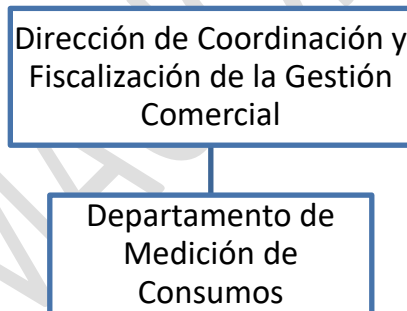 Dirección de Coordinación y
Fiscalización de la Gestión
Comercial
Departamento de
Medición de
Consumos